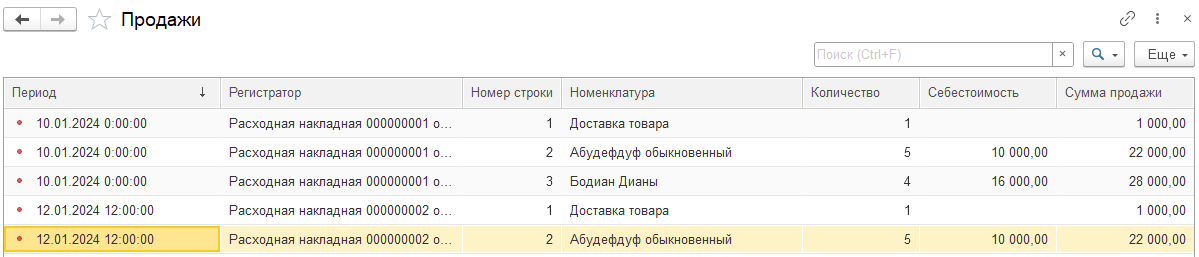 Продажи
Поиск (Ctrl+F) × Еще
Период ↓ Регистратор Номер строки Номенклатура Количество Себестоимость Сумма продажи
10.01.2024 0:00:00 Расходная накладная 000000001 о... 1 Доставка товара 1 1 000,00
10.01.2024 0:00:00 Расходная накладная 000000001 о... 2 Абудефдуф обыкновенный 5 10 000,00 22 000,00
10.01.2024 0:00:00 Расходная накладная 000000001 о... 3 Бодиан Дианы 4 16 000,00 28 000,00
12.01.2024 12:00:00 Расходная накладная 000000002 о... 1 Доставка товара 1 1 000,00
12.01.2024 12:00:00 Расходная накладная 000000002 о... 2 Абудефдуф обыкновенный 5 10 000,00 22 000,00